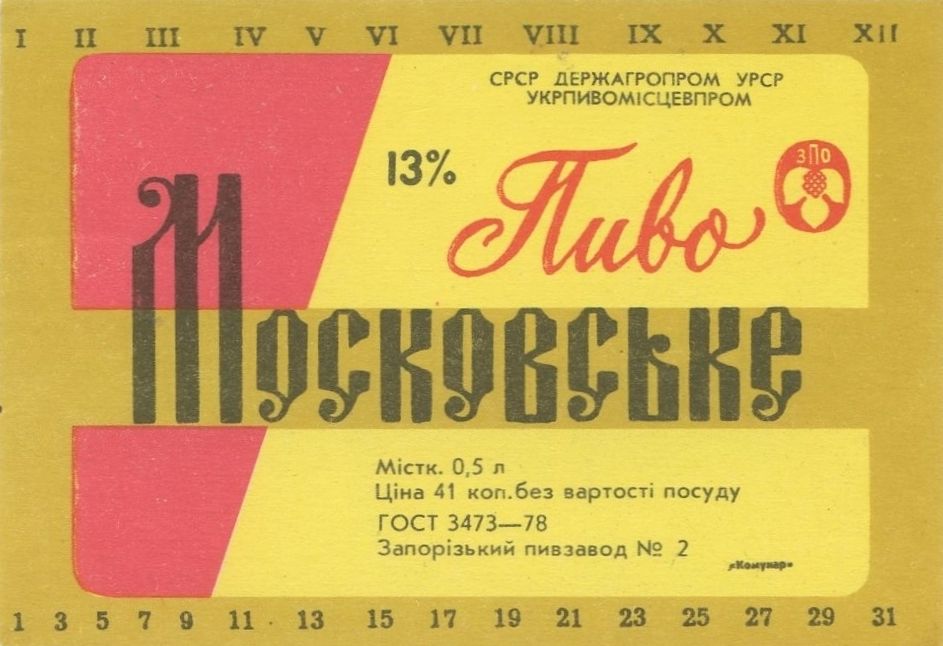 I II III IV V VI VII VIII IX X XI XII
СРСР ДЕРЖАГРОПРОМ УРСР
УКРПИВОМІСЦЕВПРОМ
13%
Пиво
ЗПО
Московське
Містк. 0,5 л
Ціна 41 коп.без вартості посуду
ГОСТ 3473—78
Запорізький пивзавод № 2
«Комунар»
1 3 5 7 9 11 13 15 17 19 21 23 25 27 29 31